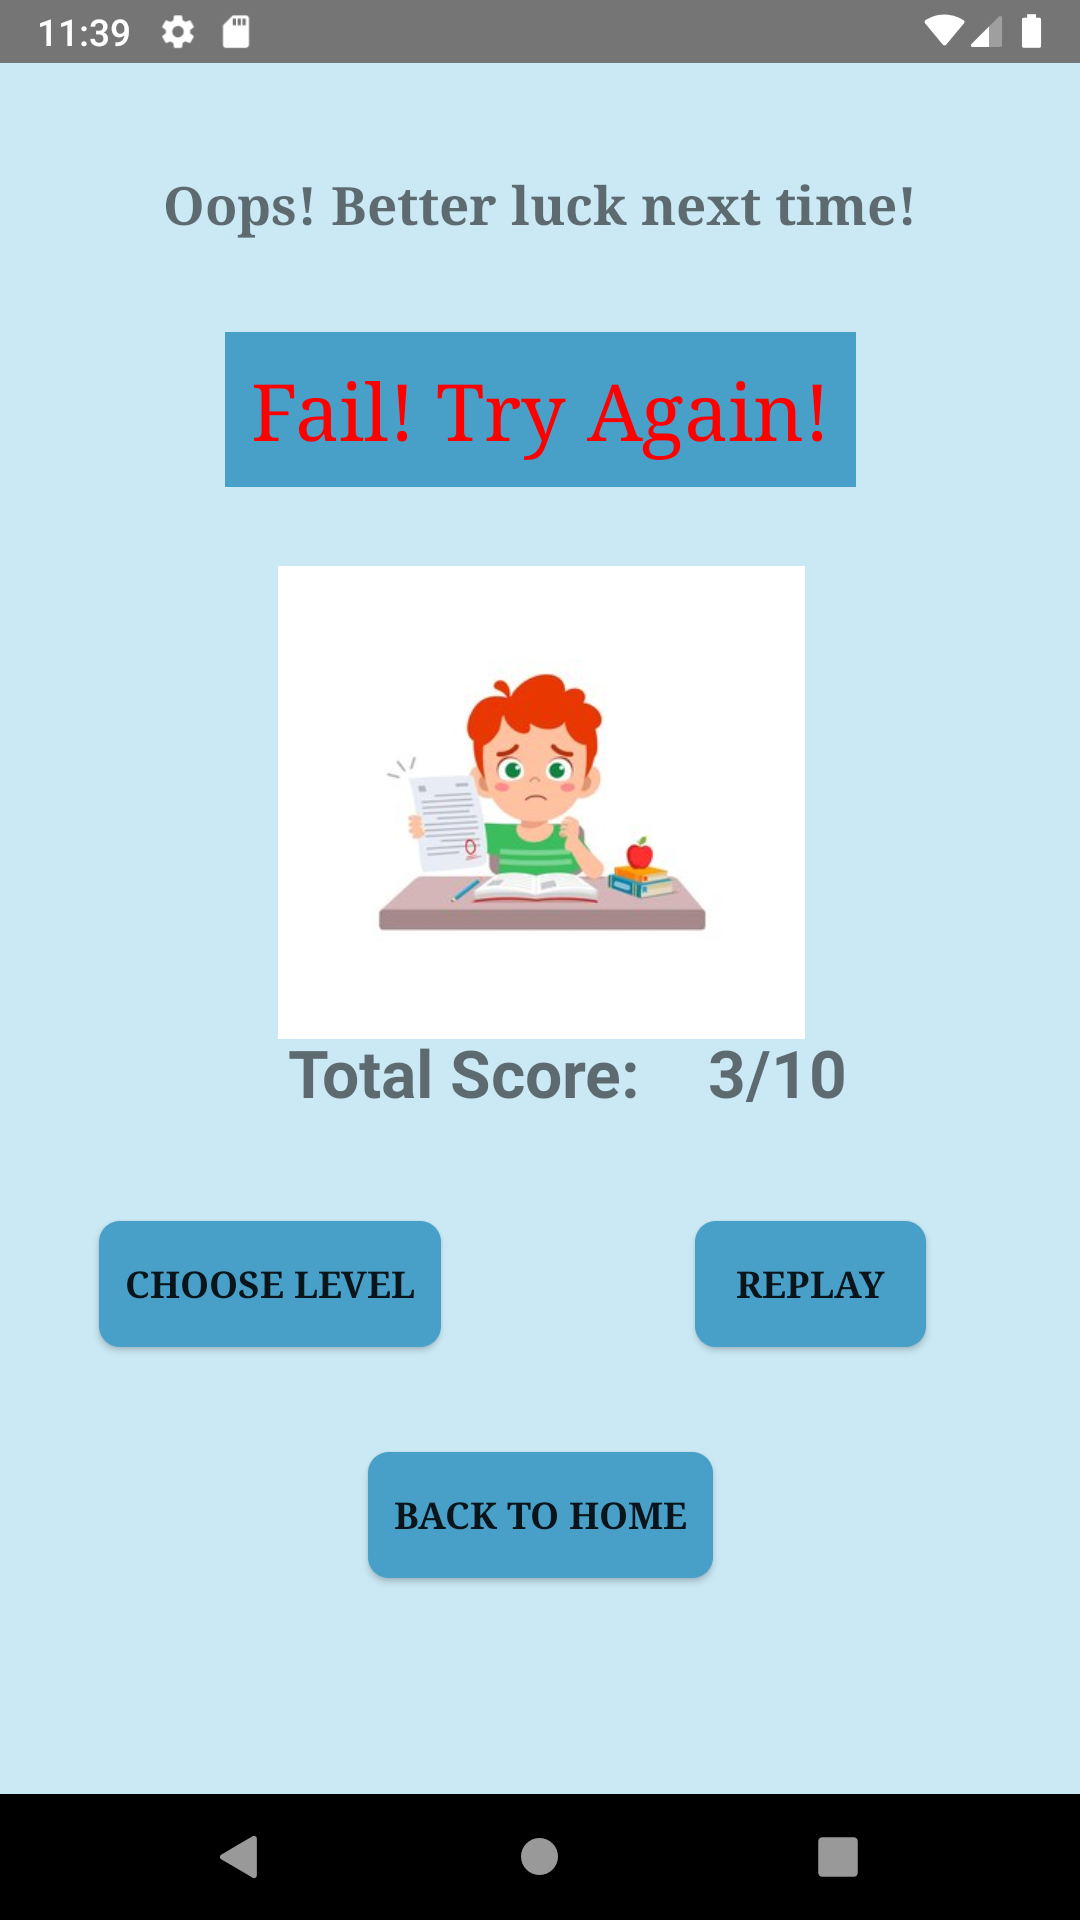 11:39
Oops! Better luck next time!
Fail! Try Again!
Total Score: 3/10
CHOOSE LEVEL
REPLAY
BACK TO HOME